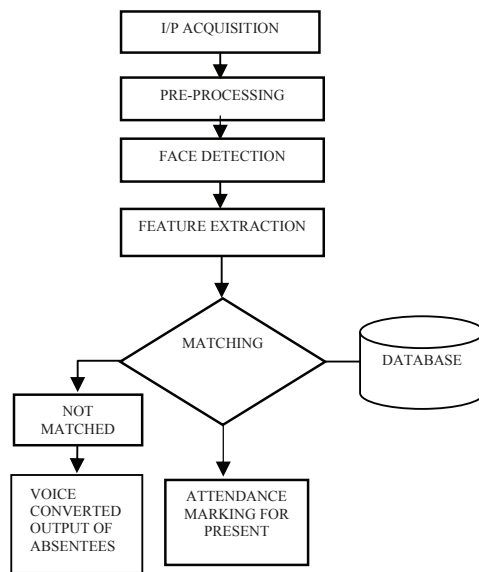 I/P ACQUISITION
PRE-PROCESSING
FACE DETECTION
FEATURE EXTRACTION
MATCHING
DATABASE
NOT
MATCHED
VOICE
CONVERTED
OUTPUT OF
ABSENTEES
ATTENDANCE
MARKING FOR
PRESENT